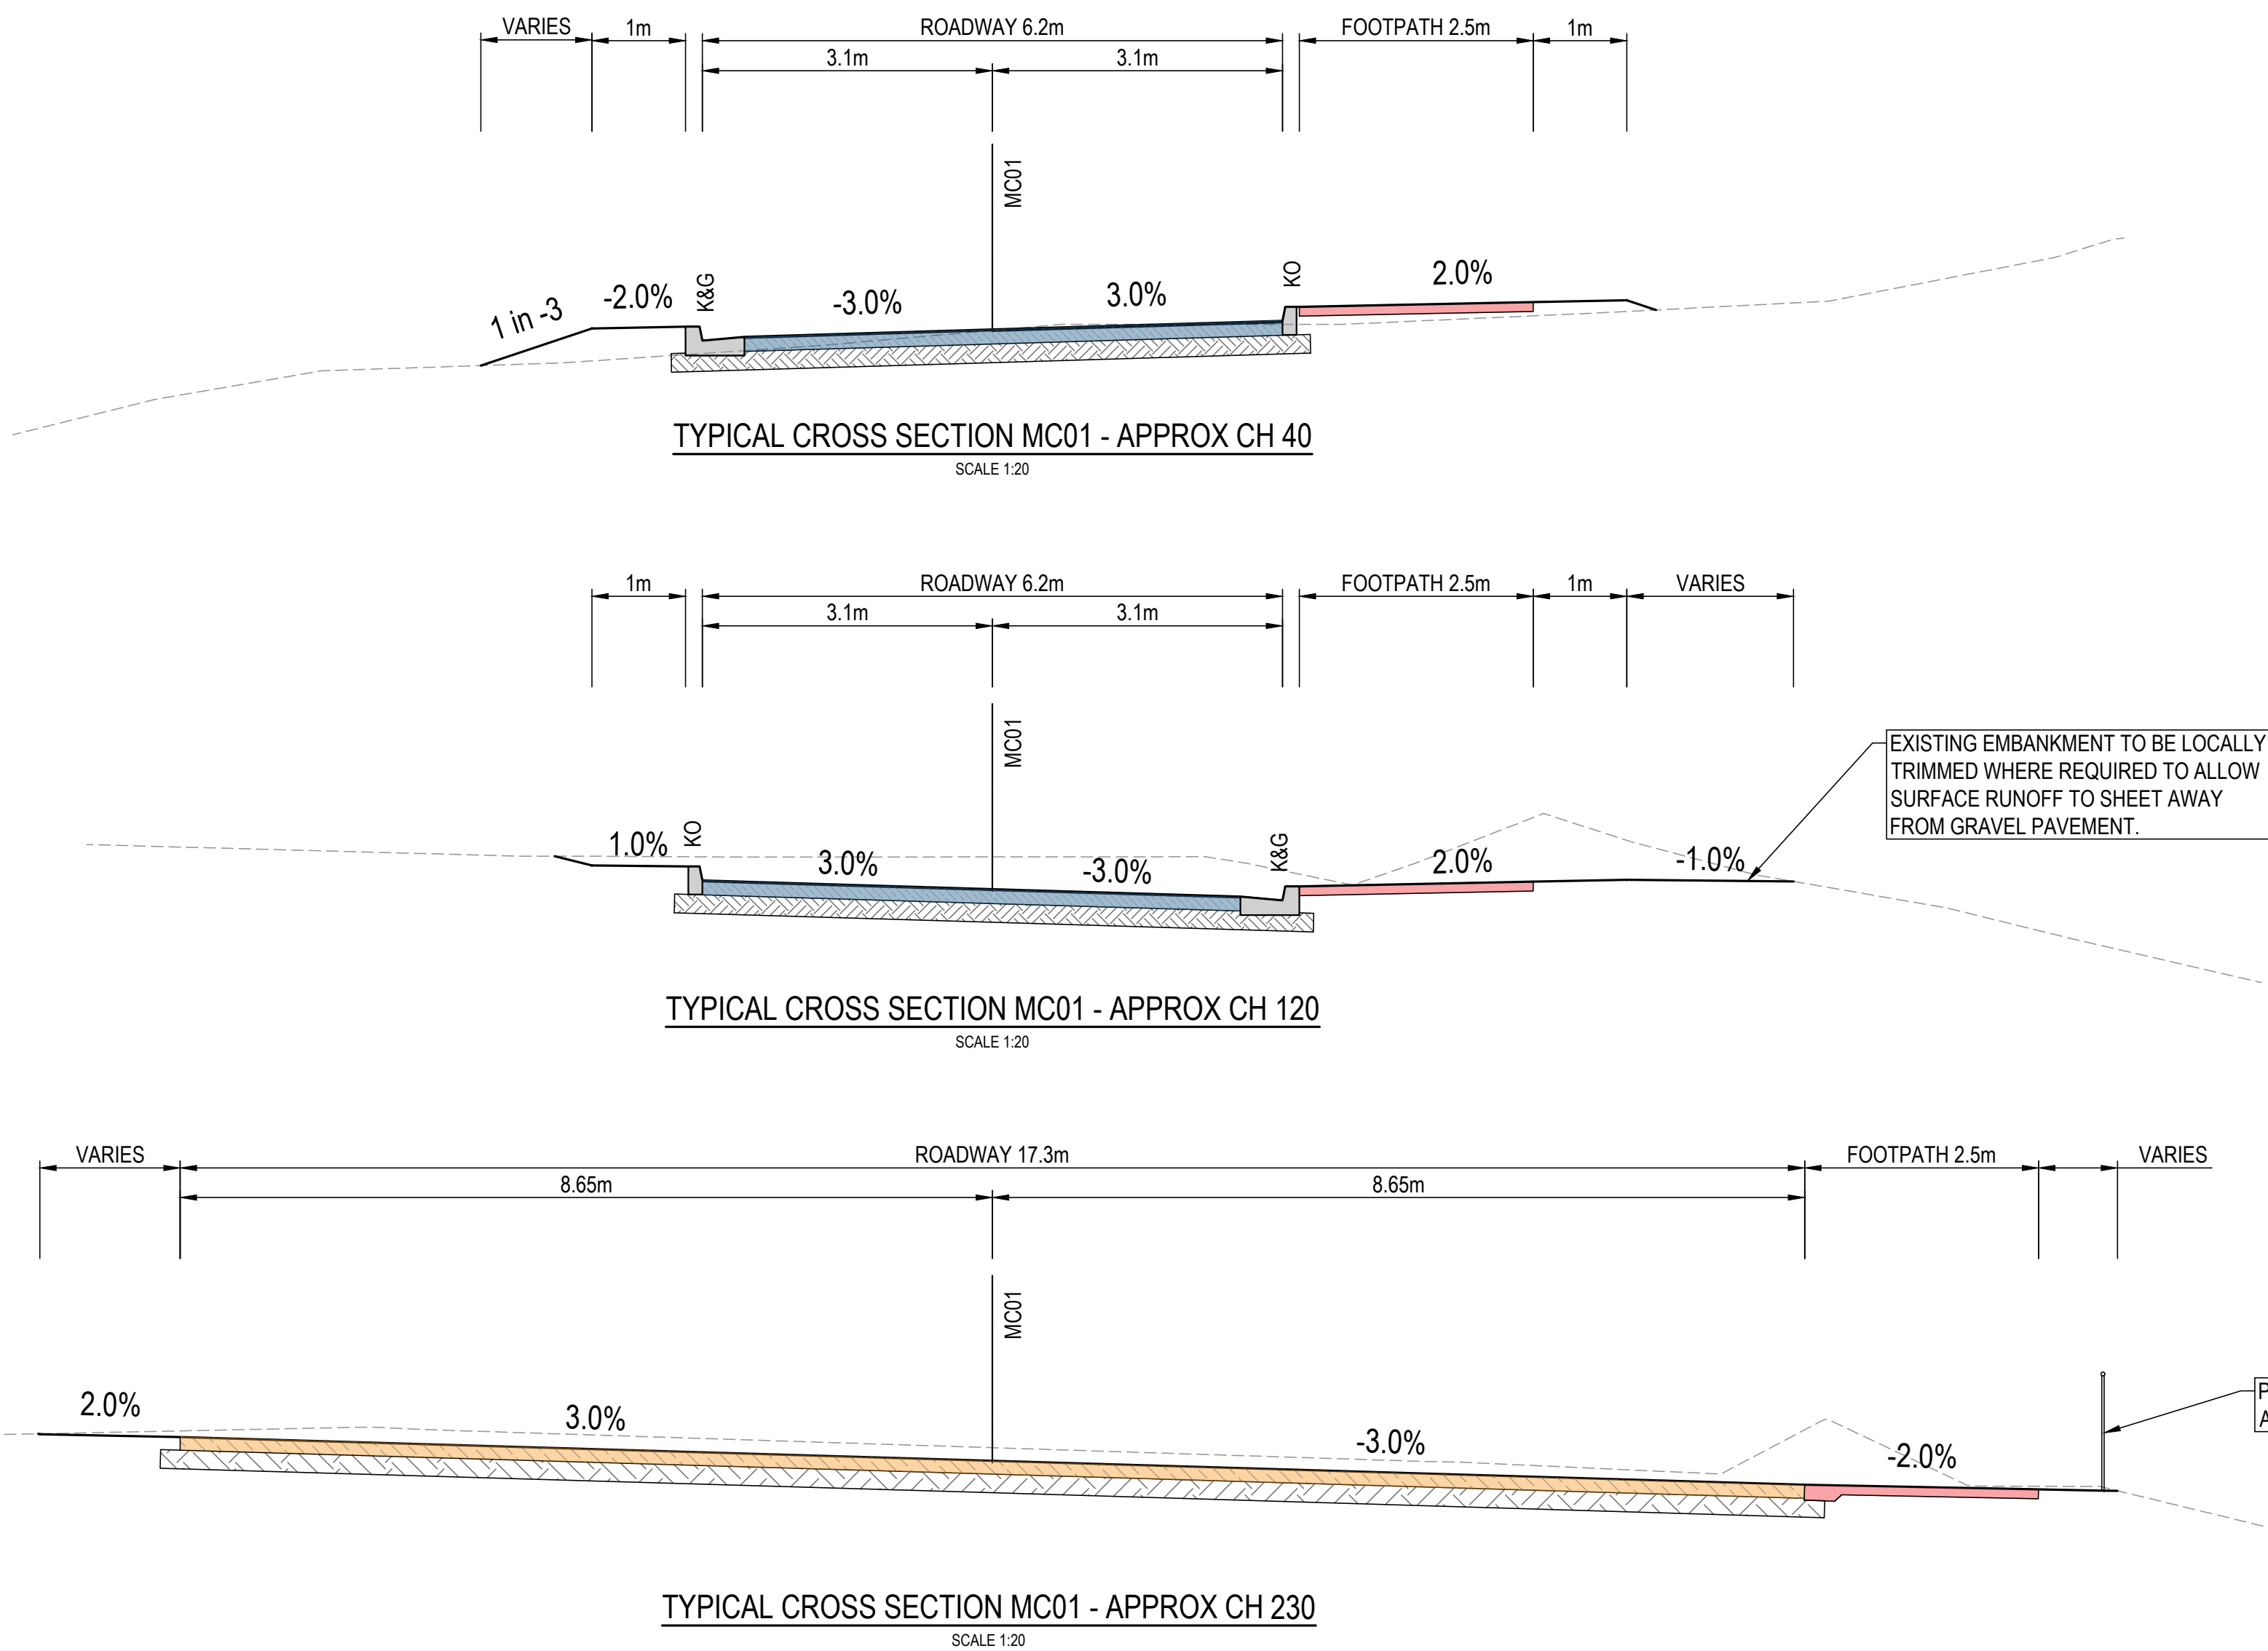 VARIES 1m ROADWAY 6.2m FOOTPATH 2.5m 1m
3.1m 3.1m
MC01
1 in -3 -2.0% K&G -3.0% 3.0% KO 2.0%
TYPICAL CROSS SECTION MC01 - APPROX CH 40
SCALE 1:20
1m ROADWAY 6.2m FOOTPATH 2.5m 1m VARIES
3.1m 3.1m
MC01
EXISTING EMBANKMENT TO BE LOCALLY
TRIMMED WHERE REQUIRED TO ALLOW
SURFACE RUNOFF TO SHEET AWAY
FROM GRAVEL PAVEMENT.
1.0% KO 3.0% -3.0% K&G 2.0% -1.0%
TYPICAL CROSS SECTION MC01 - APPROX CH 120
SCALE 1:20
VARIES ROADWAY 17.3m FOOTPATH 2.5m VARIES
8.65m 8.65m
MC01
2.0% 3.0% -3.0% -2.0%
P
A
TYPICAL CROSS SECTION MC01 - APPROX CH 230
SCALE 1:20